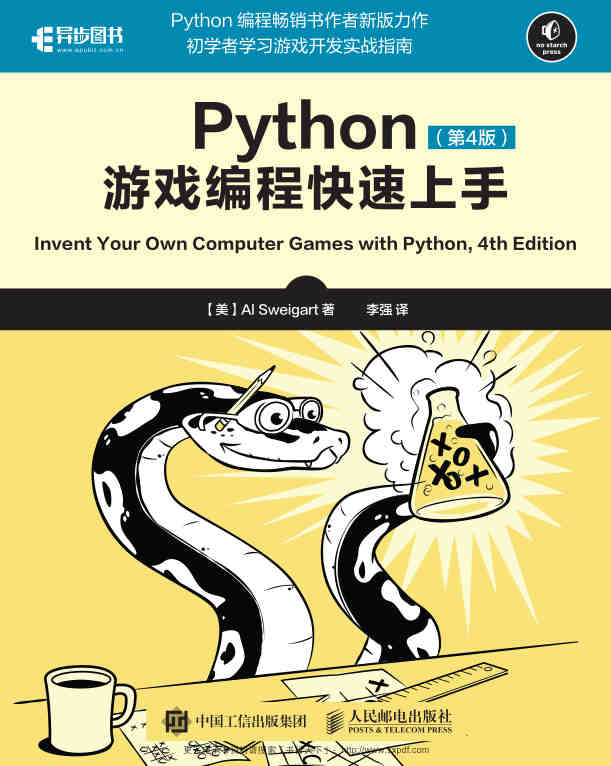 异步图书
www.epubit.com.cn
Python 编程畅销书作者新版力作
初学者学习游戏开发实战指南
no starch
press
Python（第4版）
游戏编程快速上手
Invent Your Own Computer Games with Python, 4th Edition
【美】Al Sweigart 著 李强 译
X O
X O X
中国工信出版集团 人民邮电出版社
POSTS & TELECOM PRESS